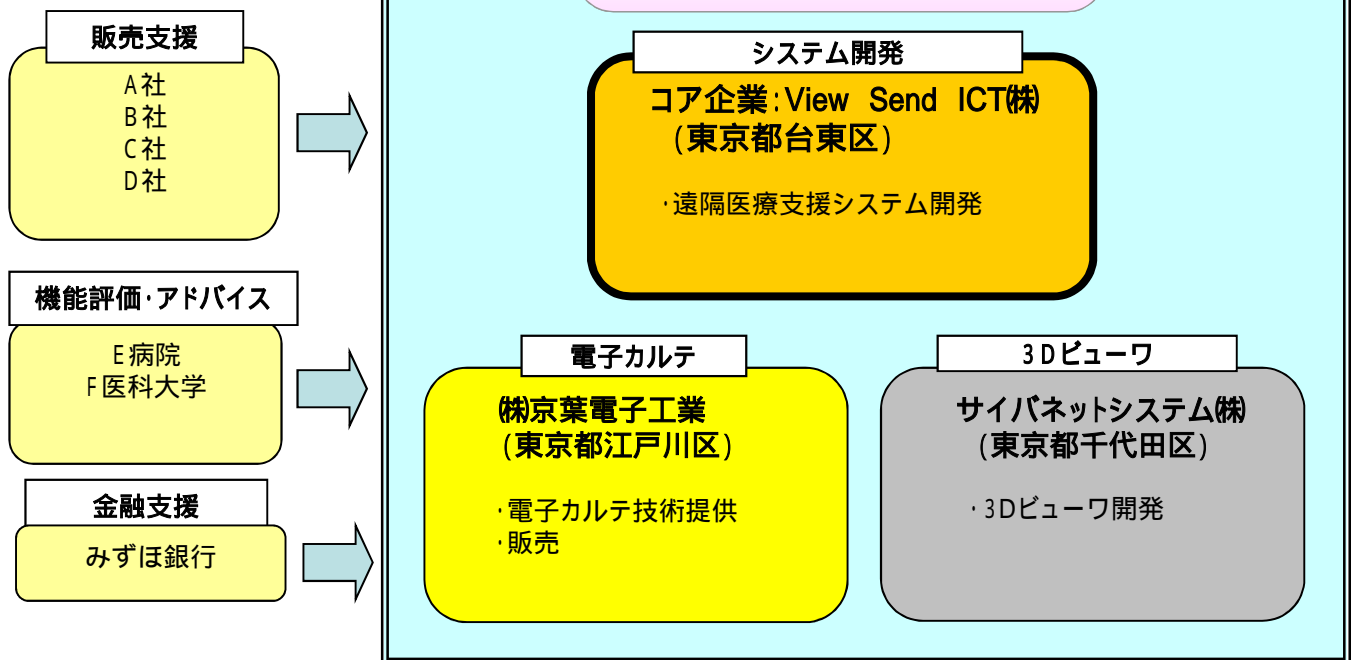 販売支援
A社
B社
C社
D社
機能評価・アドバイス
E病院
F医科大学
金融支援
みずほ銀行
システム開発
コア企業:View Send ICT㈱
(東京都台東区)
・遠隔医療支援システム開発
電子カルテ
㈱京葉電子工業
(東京都江戸川区)
・電子カルテ技術提供
・販売
3Dビューワ
サイバネットシステム㈱
(東京都千代田区)
・3Dビューワ開発